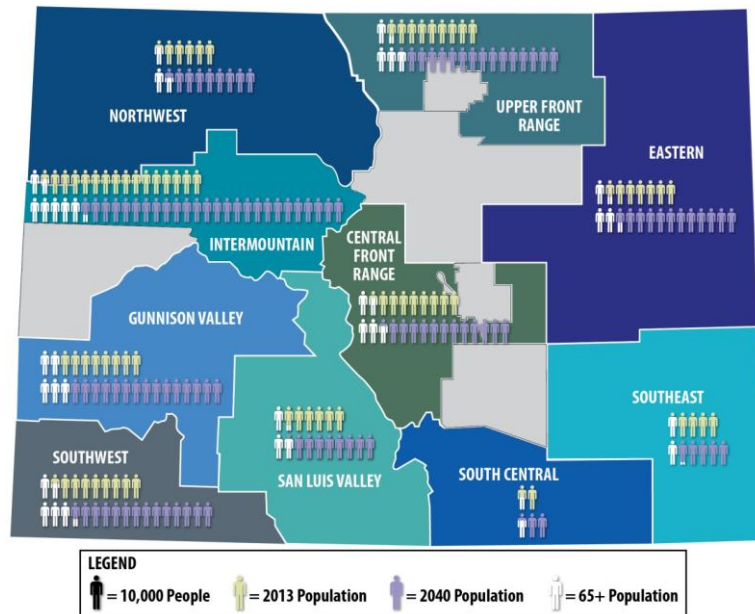 NORTHWEST
UPPER FRONT
RANGE
EASTERN
INTERMOUNTAIN
CENTRAL
FRONT
RANGE
GUNNISON VALLEY
SOUTHEAST
SOUTHWEST
SAN LUIS VALLEY
SOUTH CENTRAL
LEGEND
= 10,000 People
= 2013 Population
= 2040 Population
= 65+ Population